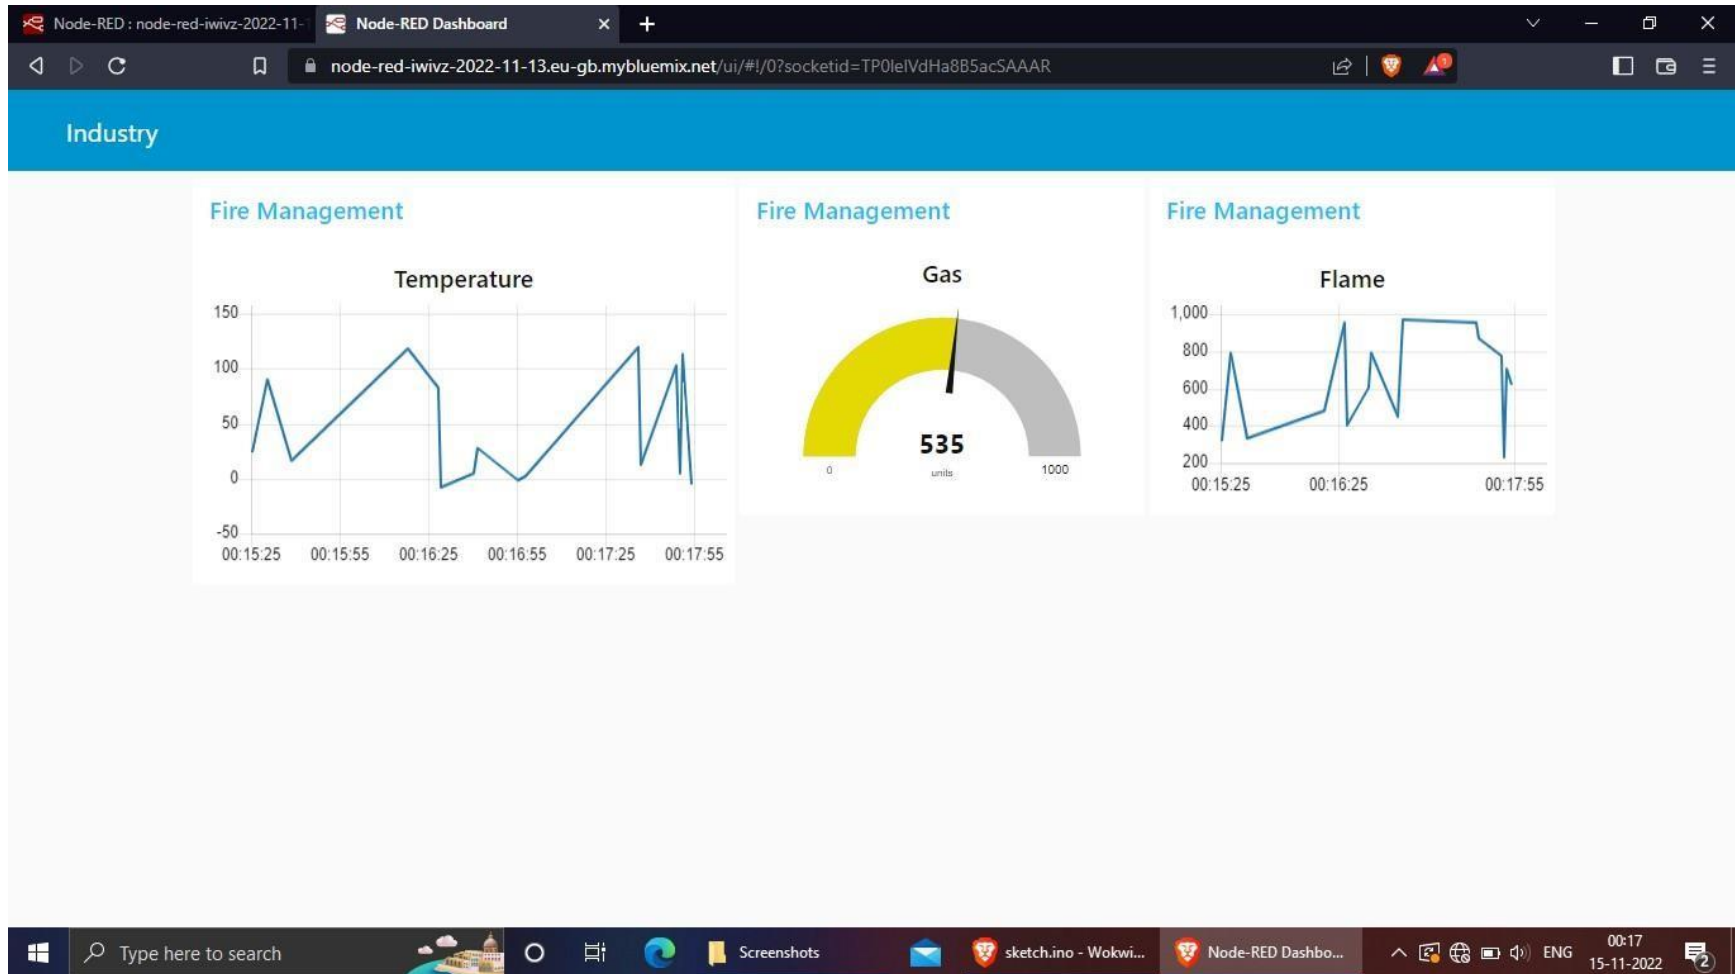 Node-RED : node-red-iwivz-2022-11-1
Node-RED Dashboard
node-red-iwivz-2022-11-13.eu-gb.mybluemix.net/ui/#!/0?socketid=TP0IeIVdHa8B5acSAAAR
1
Industry
Fire Management
Temperature
150
100
50
0
-50
00:15:25 00:15:55 00:16:25 00:16:55 00:17:25 00:17:55
Fire Management
Gas
535
units
0 1000
Fire Management
Flame
1,000
800
600
400
200
00:15:25 00:16:25 00:17:55
Type here to search
Screenshots
sketch.ino - Wokwi...
Node-RED Dashbo...
ENG
00:17
15-11-2022
2